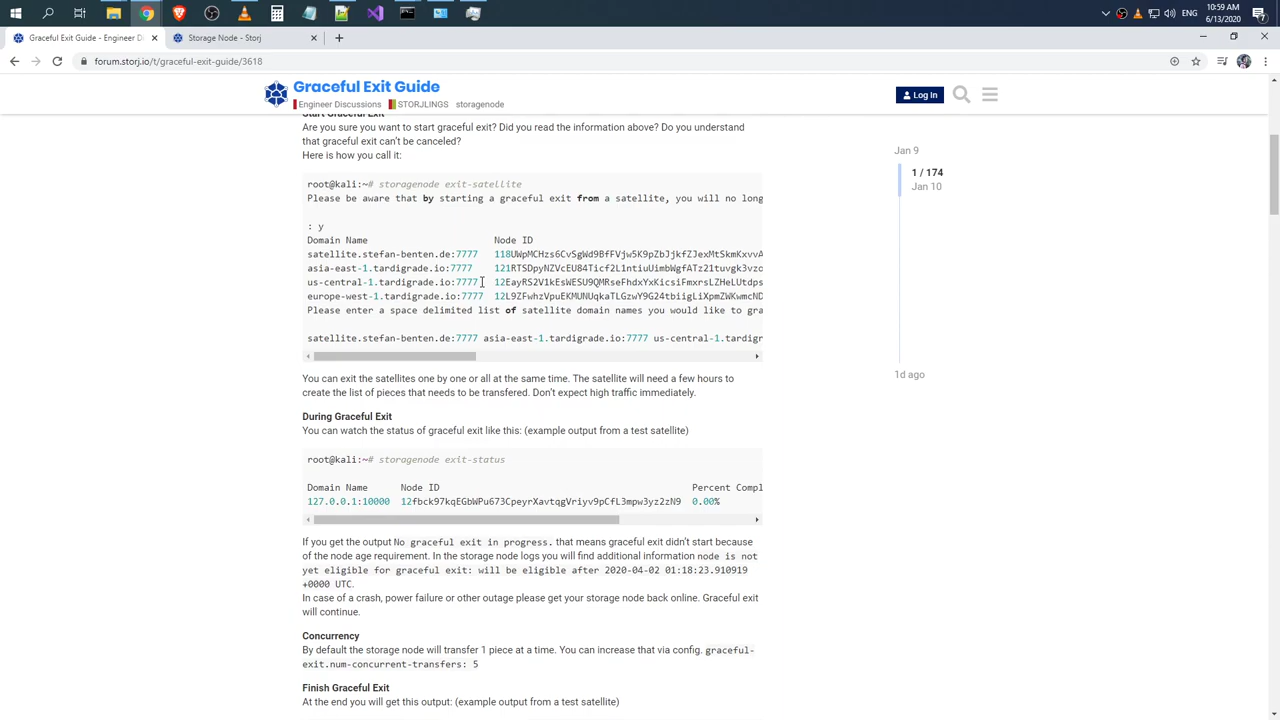 10:59 AM
ENG
6/13/2020
Graceful Exit Guide - Engineer D
Storage Node - Storj
forum.storj.io/t/graceful-exit-guide/3618
Graceful Exit Guide
Engineer Discussions STORJLINGS storagenode
Log In
Start Graceful Exit
Are you sure you want to start graceful exit? Did you read the information above? Do you understand
that graceful exit can't be canceled?
Here is how you call it:
root@kali:~# storagenode exit-satellite
Please be aware that by starting a graceful exit from a satellite, you will no long
: y
Domain Name Node ID
satellite.stefan-benten.de:7777 118UWpMCHzs6CvSgWd9BfFVjw5K9pZbJjkfZJexMtSkmKxvvA
asia-east-1.tardigrade.io:7777 121RTSDpyNZVcEU84Ticf2L1ntiuUimbWgfATz21tuvgk3vzo
us-central-1.tardigrade.io:7777 12EayRS2V1kEsWESU9QMRseFhdxYxKicsiFmxrsLZHeLUtdps
europe-west-1.tardigrade.io:7777 12L9ZFwhzVpuEKMUNUqkaTLGzwY9G24tbiigLiXpmZWKwmcND
Please enter a space delimited list of satellite domain names you would like to gra
satellite.stefan-benten.de:7777 asia-east-1.tardigrade.io:7777 us-central-1.tardig
You can exit the satellites one by one or all at the same time. The satellite will need a few hours to
create the list of pieces that needs to be transfered. Don't expect high traffic immediately.
During Graceful Exit
You can watch the status of graceful exit like this: (example output from a test satellite)
root@kali:~# storagenode exit-status
Domain Name Node ID Percent Compl
127.0.0.1:10000 12fbck97kqEGbWPu673CpeyrXavtqgVriyv9pCfL3mpw3yz2zN9 0.00%
If you get the output No graceful exit in progress. that means graceful exit didn't start because
of the node age requirement. In the storage node logs you will find additional information node is not
yet eligible for graceful exit: will be eligible after 2020-04-02 01:18:23.910919
+0000 UTC.
In case of a crash, power failure or other outage please get your storage node back online. Graceful exit
will continue.
Concurrency
By default the storage node will transfer 1 piece at a time. You can increase that via config. graceful-
exit.num-concurrent-transfers: 5
Finish Graceful Exit
At the end you will get this output: (example output from a test satellite)
Jan 9
1 / 174
Jan 10
1d ago